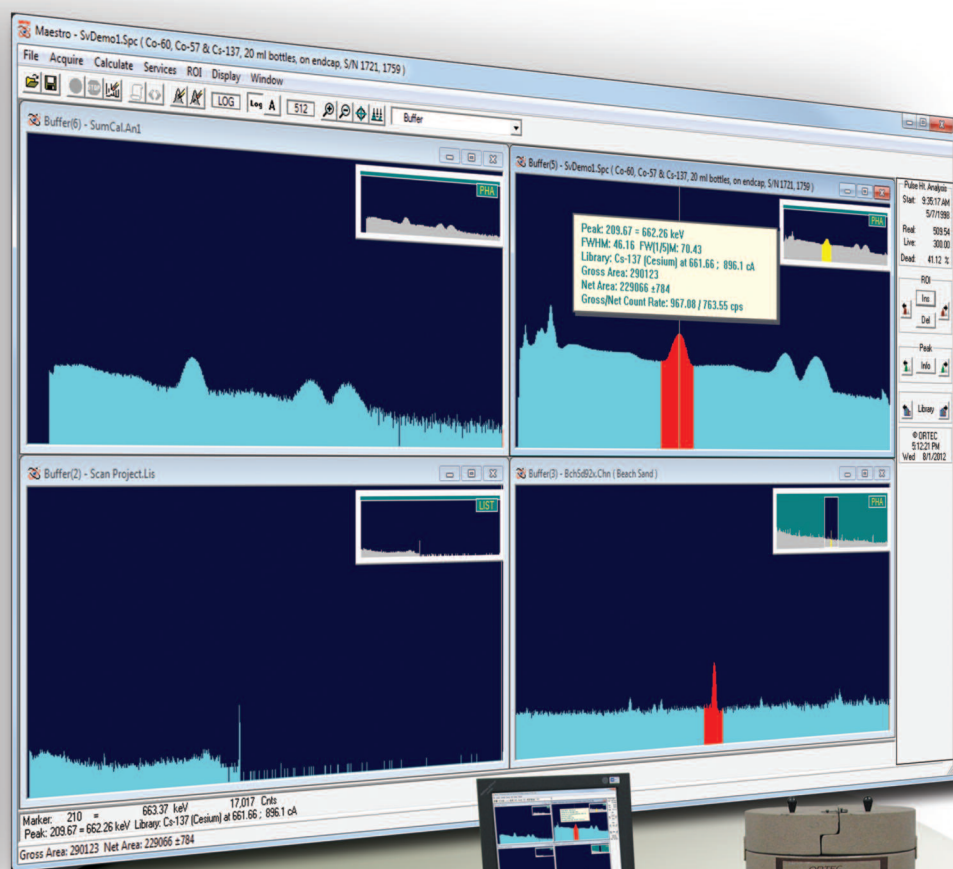 Maestro - SvDemo1.Spc ( Co-60, Co-57 & Cs-137, 20 ml bottles, on endcap, S/N 1721, 1759 )
File Acquire Calculate Services ROI Display Window
STOP LOG Log A 512 Buffer
Buffer(6) - SumCal.An1
PHA
Buffer(5) - SvDemo1.Spc ( Co-60, Co-57 & Cs-137, 20 ml bottles, on endcap, S/N 1721, 1759 )
PHA
Peak: 209.67 = 662.26 keV
FWHM: 46.16 FW(1/5)M: 70.43
Library: Cs-137 (Cesium) at 661.66 ; 896.1 cA
Gross Area: 290123
Net Area: 229066 ±784
Gross/Net Count Rate: 967.08 / 763.55 cps
Pulse Ht. Analysis
Start: 9:35:17 AM
5/7/1998
Real: 509.54
Live: 300.00
Dead: 41.12 %
ROI
Ins
Del
Peak
Info
Library
© ORTEC
5:12:21 PM
Wed 8/1/2012
Buffer(2) - Scan Project.Lis
LIST
Buffer(3) - BchSd92x.Chn ( Beach Sand )
PHA
Marker: 210 = 663.37 keV 17,017 Cnts
Peak: 209.67 = 662.26 keV Library: Cs-137 (Cesium) at 661.66 ; 896.1 cA
Gross Area: 290123 Net Area: 229066 ±784
ORTEC